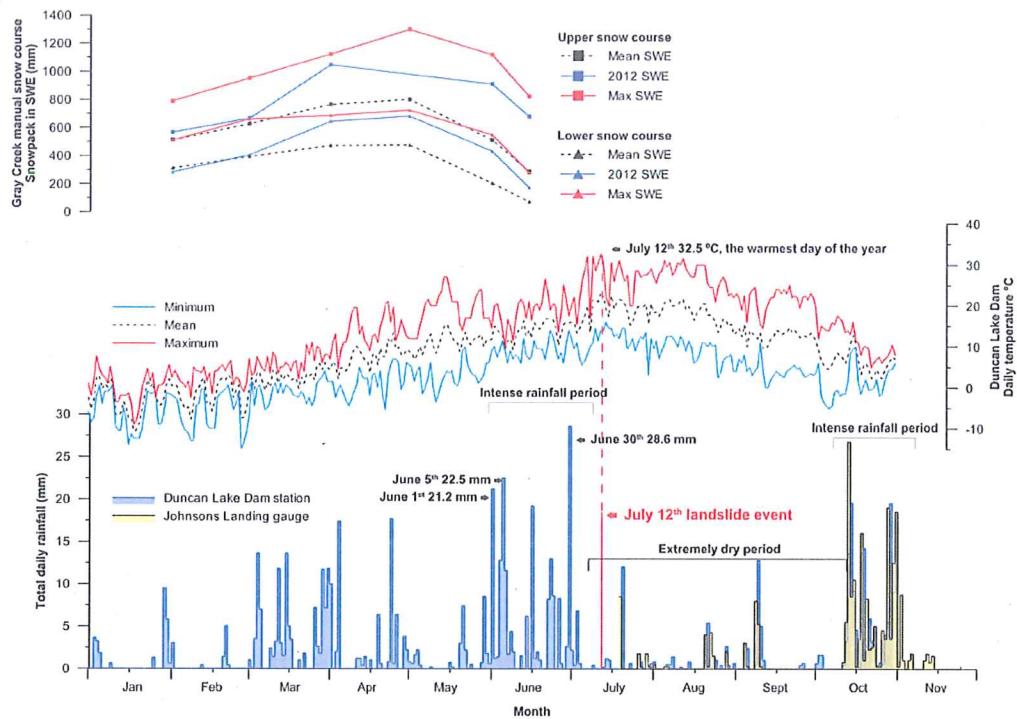 Gray Creek manual snow course
Snowpack in SWE (mm)
1400
1200
1000
800
600
400
200
0
Upper snow course
Mean SWE
2012 SWE
Max SWE
Lower snow course
Mean SWE
2012 SWE
Max SWE
July 12th 32.5 °C, the warmest day of the year
Minimum
Mean
Maximum
40
30
20
10
0
-10
Duncan Lake Dam
Daily temperature °C
Intense rainfall period
Intense rainfall period
Total daily rainfall (mm)
30
25
20
15
10
5
0
June 30th 28.6 mm
June 5th 22.5 mm
June 1st 21.2 mm
Duncan Lake Dam station
Johnsons Landing gauge
July 12th landslide event
Extremely dry period
Jan
Feb
Mar
Apr
May
June
July
Aug
Sept
Oct
Nov
Month